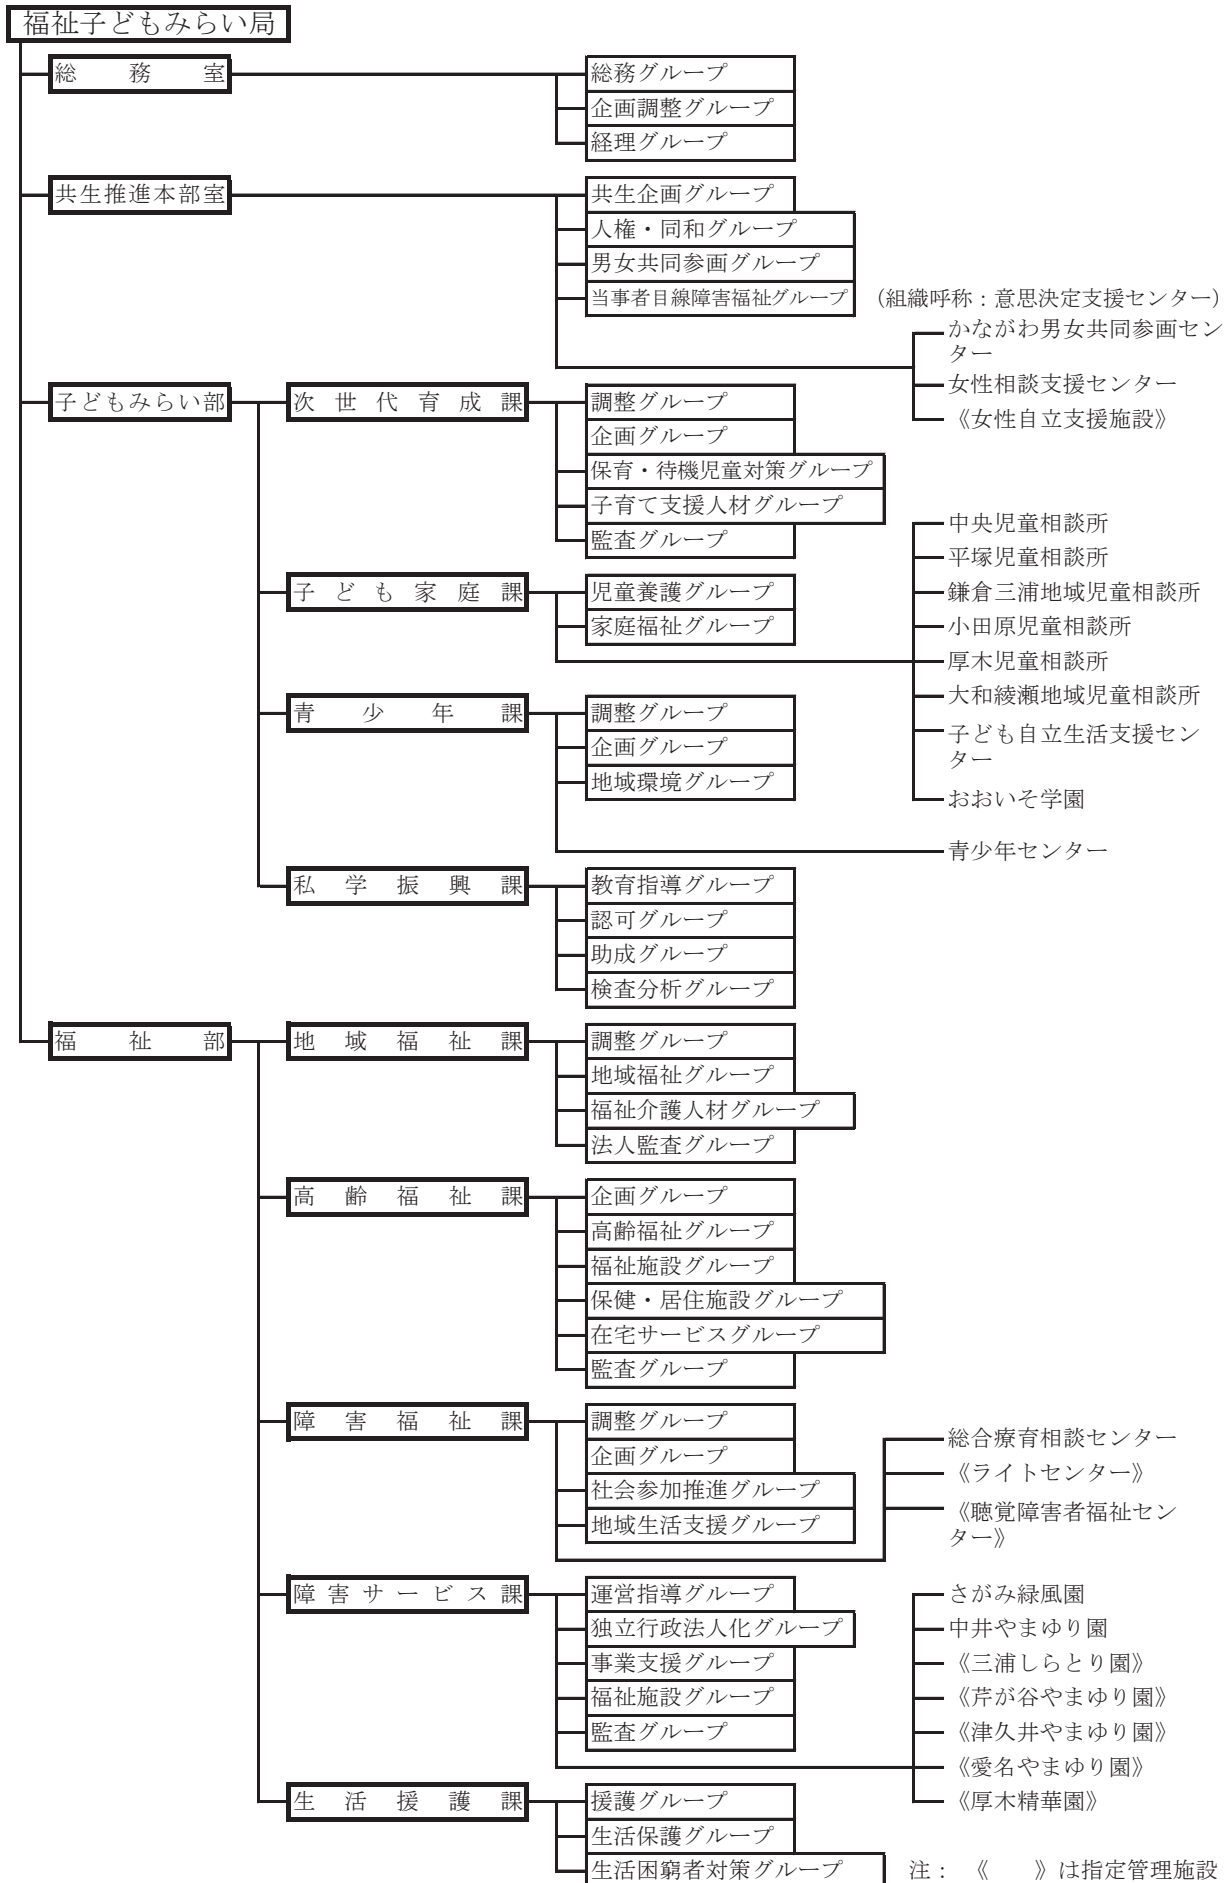 福祉子どもみらい局
総務室
総務グループ
企画調整グループ
経理グループ
共生推進本部室
共生企画グループ
人権・同和グループ
男女共同参画グループ
当事者目線障害福祉グループ （組織呼称：意思決定支援センター）
かながわ男女共同参画セン
ター
女性相談支援センター
《女性自立支援施設》
子どもみらい部
次世代育成課
調整グループ
企画グループ
保育・待機児童対策グループ
子育て支援人材グループ
監査グループ
子ども家庭課
児童養護グループ
家庭福祉グループ
中央児童相談所
平塚児童相談所
鎌倉三浦地域児童相談所
小田原児童相談所
厚木児童相談所
大和綾瀬地域児童相談所
子ども自立生活支援セン
ター
おおいそ学園
青少年課
調整グループ
企画グループ
地域環境グループ
青少年センター
私学振興課
教育指導グループ
認可グループ
助成グループ
検査分析グループ
福祉部
地域福祉課
調整グループ
地域福祉グループ
福祉介護人材グループ
法人監査グループ
高齢福祉課
企画グループ
高齢福祉グループ
福祉施設グループ
保健・居住施設グループ
在宅サービスグループ
監査グループ
障害福祉課
調整グループ
企画グループ
社会参加推進グループ
地域生活支援グループ
総合療育相談センター
《ライトセンター》
《聴覚障害者福祉セン
ター》
障害サービス課
運営指導グループ
独立行政法人化グループ
事業支援グループ
福祉施設グループ
監査グループ
さがみ緑風園
中井やまゆり園
《三浦しらとり園》
《芹が谷やまゆり園》
《津久井やまゆり園》
《愛名やまゆり園》
《厚木精華園》
生活援護課
援護グループ
生活保護グループ
生活困窮者対策グループ
注： 《　　》は指定管理施設